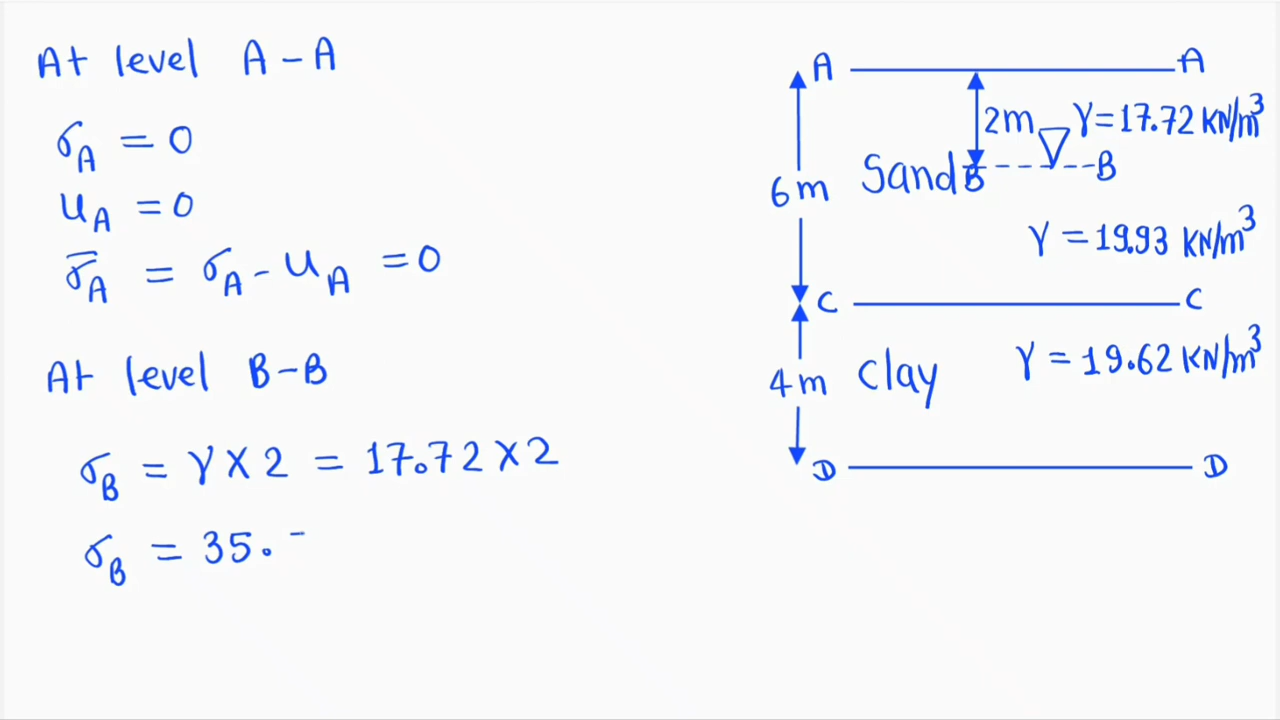 At level A-A
σA = 0
uA = 0
σ̅A = σA - uA = 0
At level B-B
σB = γ X 2 = 17.72 X 2
σB = 35.
A A
2m γ=17.72 KN/m³
6m Sand B B
γ = 19.93 KN/m³
C C
4m Clay γ = 19.62 KN/m³
D D